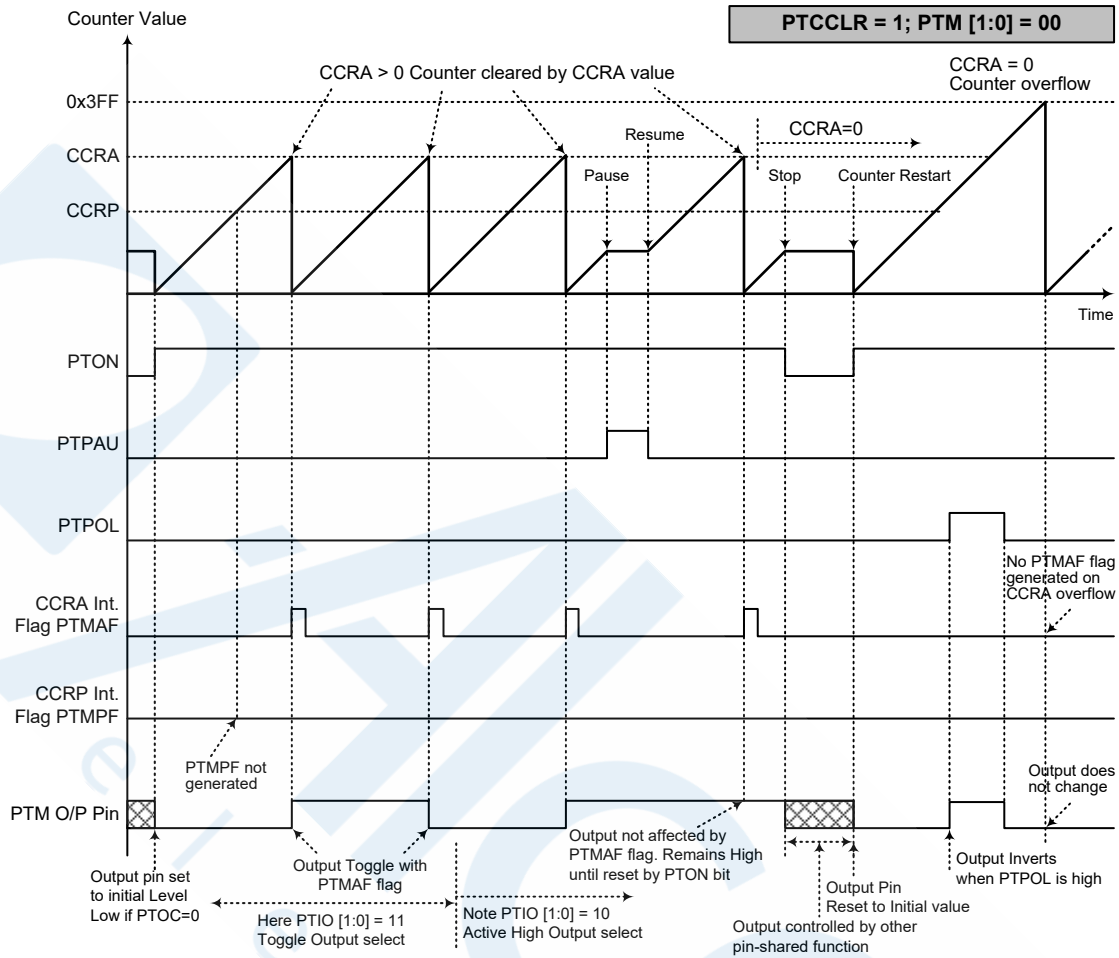 Counter Value
PTCCLR = 1; PTM [1:0] = 00
CCRA > 0 Counter cleared by CCRA value
CCRA = 0
Counter overflow
0x3FF
CCRA
CCRP
Resume
CCRA=0
Pause
Stop
Counter Restart
Time
PTON
PTPAU
PTPOL
No PTMAF flag
generated on
CCRA overflow
CCRA Int.
Flag PTMAF
CCRP Int.
Flag PTMPF
PTMPF not
generated
Output does
not change
PTM O/P Pin
Output pin set
to initial Level
Low if PTOC=0
Output Toggle with
PTMAF flag
Output not affected by
PTMAF flag. Remains High
until reset by PTON bit
Output Inverts
when PTPOL is high
Output Pin
Reset to Initial value
Here PTIO [1:0] = 11
Toggle Output select
Note PTIO [1:0] = 10
Active High Output select
Output controlled by other
pin-shared function